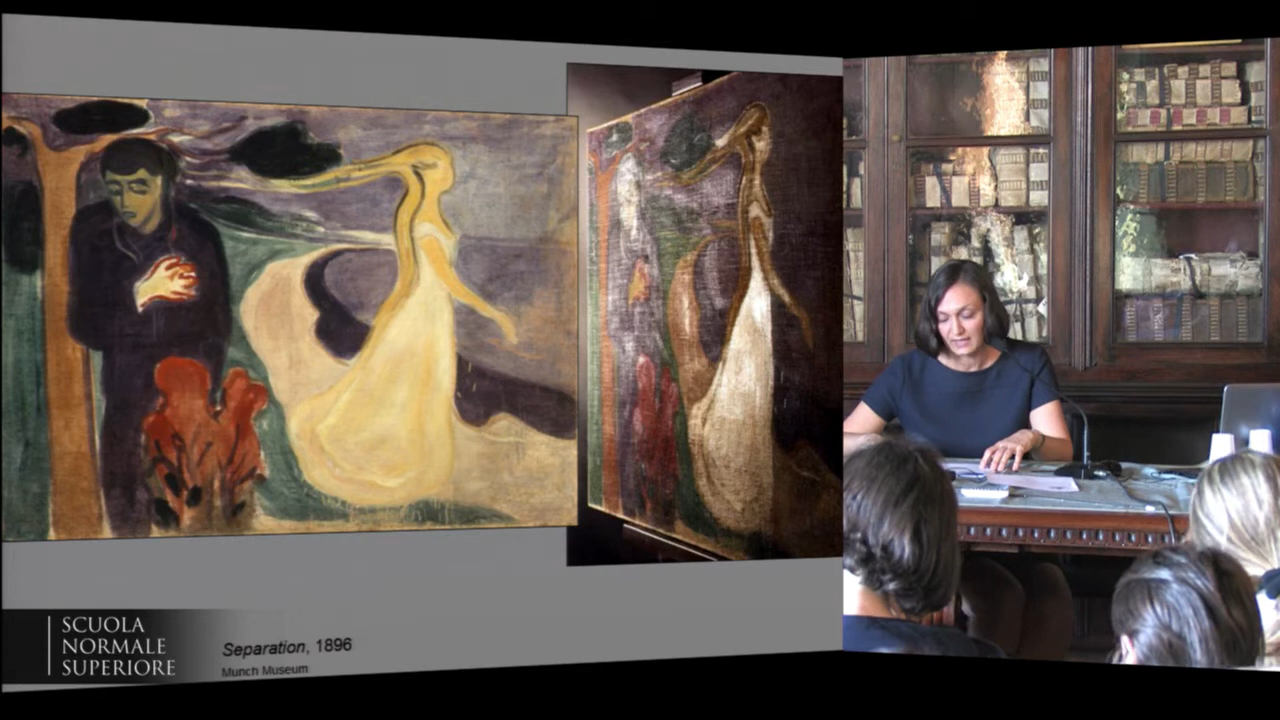 SCUOLA
NORMALE
SUPERIORE
Separation, 1896
Munch Museum